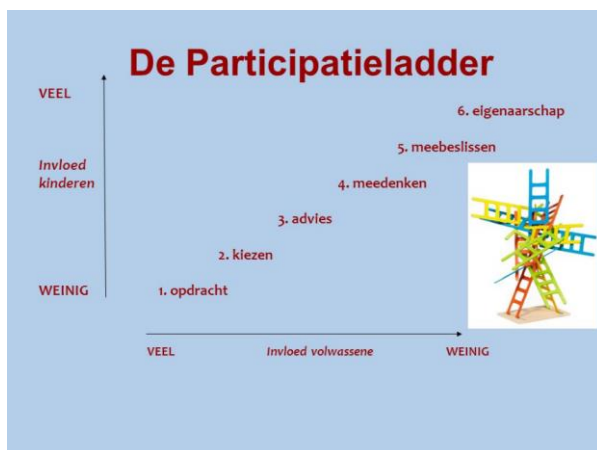 De Participatieladder
VEEL
6. eigenaarschap
5. meebeslissen
Invloed
kinderen
4. meedenken
3. advies
2. kiezen
WEINIG
1. opdracht
VEEL
Invloed volwassene
WEINIG